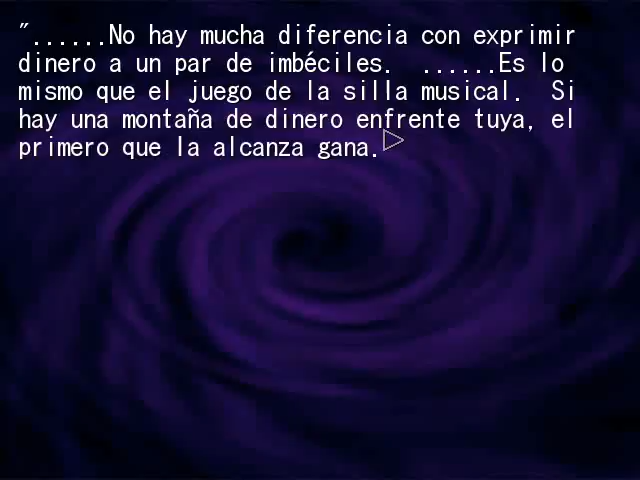 "......No hay mucha diferencia con exprimir
dinero a un par de imbéciles.  ......Es lo
mismo que el juego de la silla musical.  Si
hay una montaña de dinero enfrente tuya, el
primero que la alcanza gana.